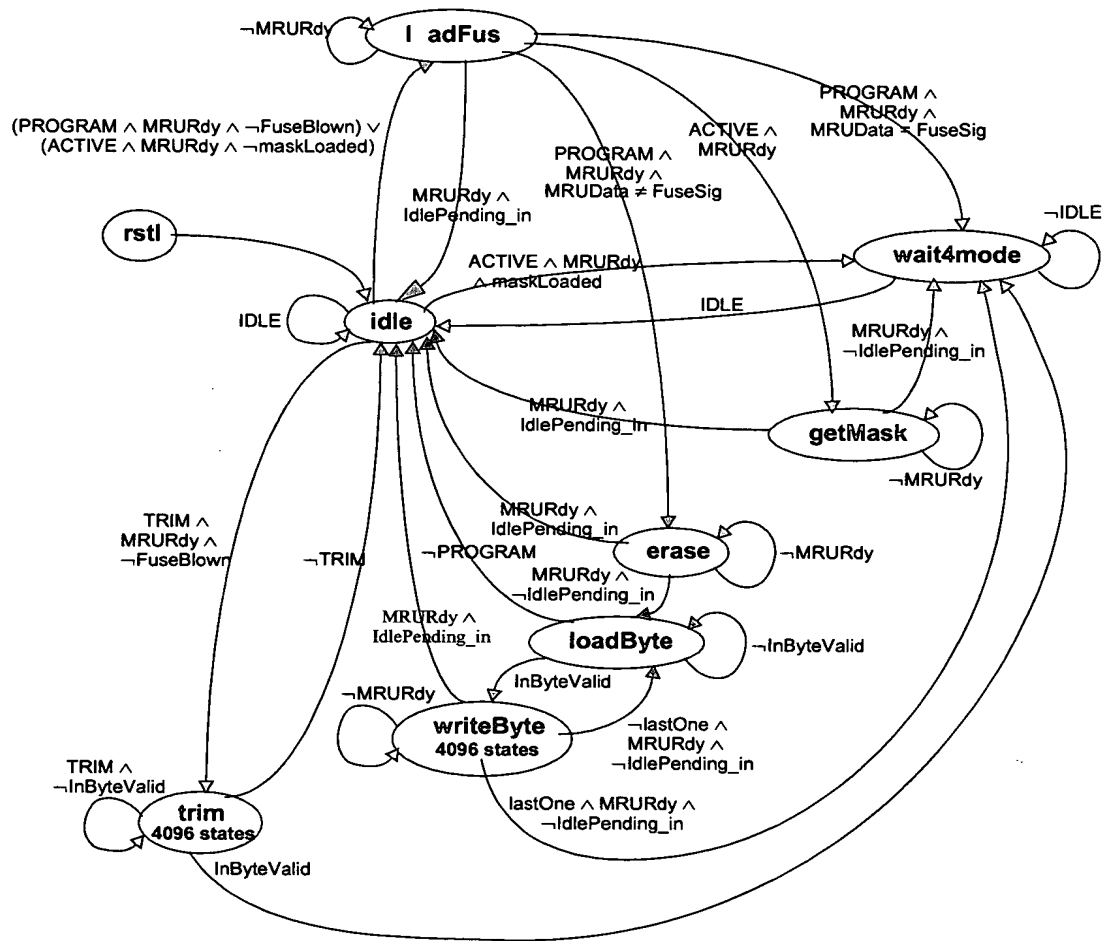 ¬MRURdy
l adFus
(PROGRAM ∧ MRURdy ∧ ¬FuseBlown) ∨
(ACTIVE ∧ MRURdy ∧ ¬maskLoaded)
MRURdy ∧
IdlePending_in
PROGRAM ∧
MRURdy ∧
MRUData ≠ FuseSig
ACTIVE ∧
MRURdy
PROGRAM ∧
MRURdy ∧
MRUData = FuseSig
rstl
¬IDLE
wait4mode
ACTIVE ∧ MRURdy
∧ maskLoaded
IDLE
IDLE
idle
MRURdy ∧
¬IdlePending_in
MRURdy ∧
IdlePending_in
getMask
¬MRURdy
TRIM ∧
MRURdy ∧
¬FuseBlown
¬TRIM
MRURdy ∧
IdlePending_in
erase
¬MRURdy
¬PROGRAM
MRURdy ∧
¬IdlePending_in
MRURdy ∧
IdlePending_in
loadByte
¬InByteValid
InByteValid
¬MRURdy
writeByte
4096 states
¬lastOne ∧
MRURdy ∧
¬IdlePending_in
TRIM ∧
¬InByteValid
trim
4096 states
lastOne ∧ MRURdy ∧
¬IdlePending_in
InByteValid